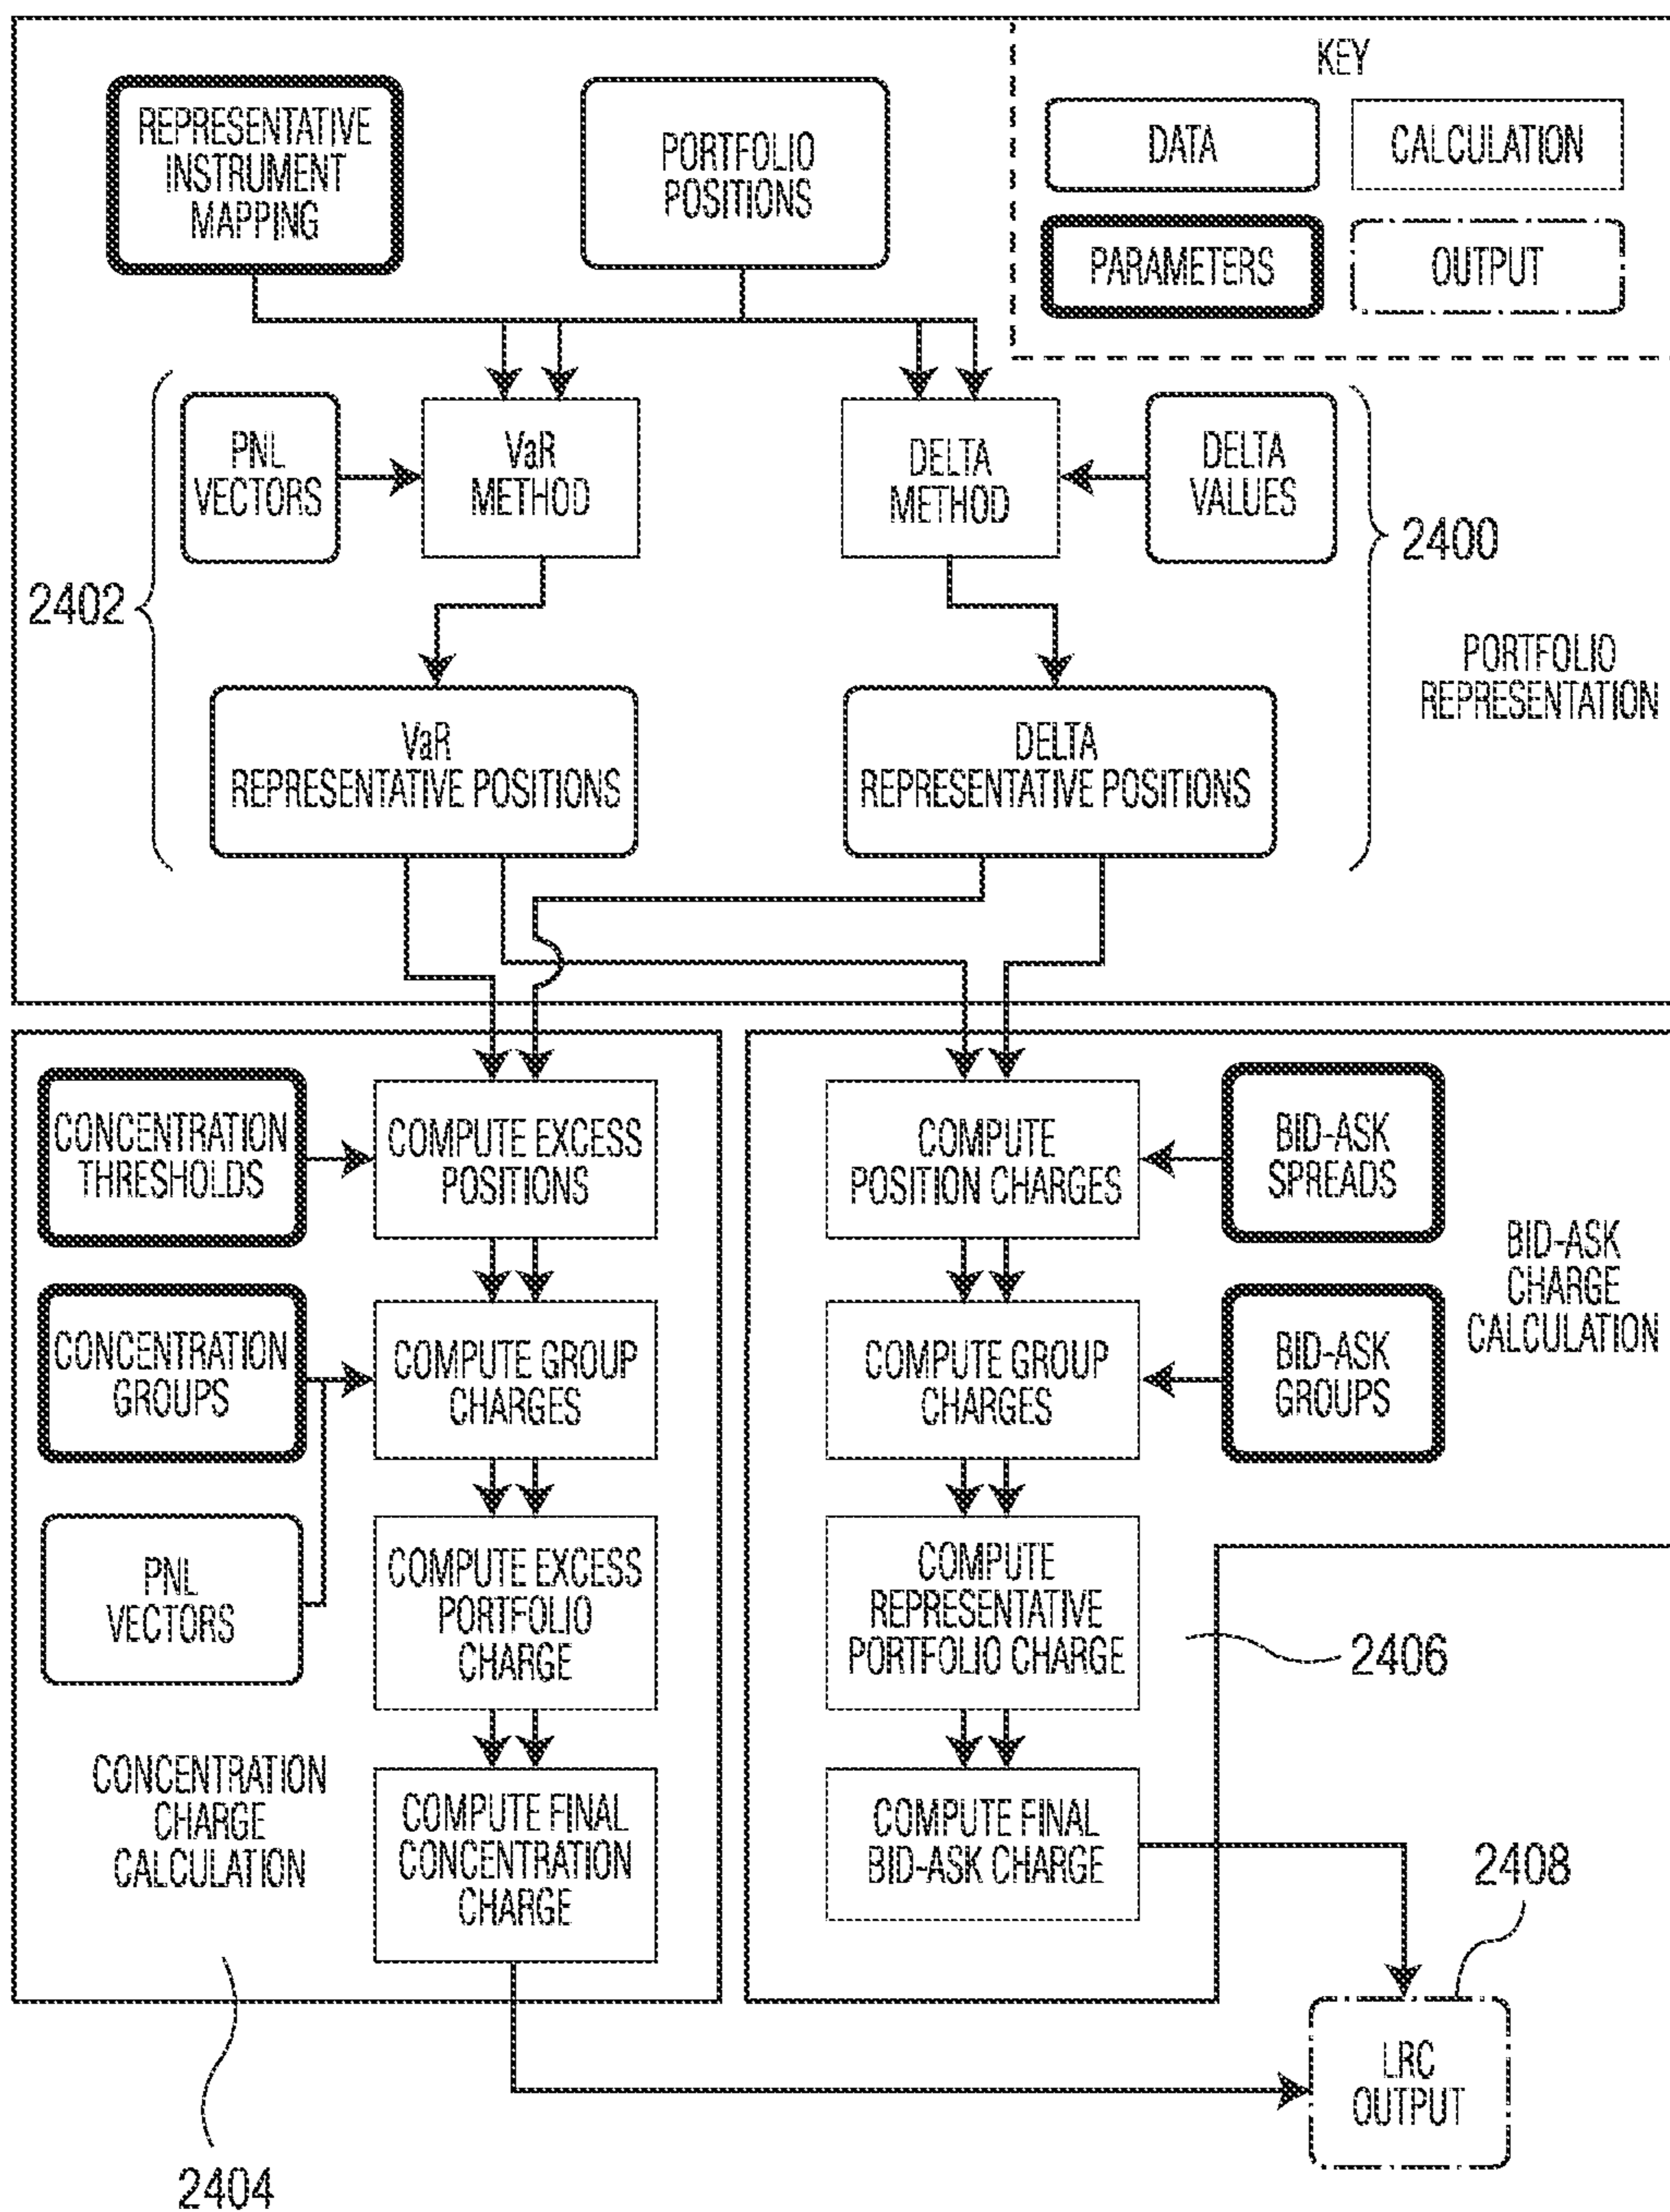 REPRESENTATIVE
INSTRUMENT
MAPPING
PORTFOLIO
POSITIONS
KEY
DATA
CALCULATION
PARAMETERS
OUTPUT
PNL
VECTORS
VaR
METHOD
DELTA
METHOD
DELTA
VALUES
2402
2400
PORTFOLIO
REPRESENTATION
VaR
REPRESENTATIVE POSITIONS
DELTA
REPRESENTATIVE POSITIONS
CONCENTRATION
THRESHOLDS
COMPUTE EXCESS
POSITIONS
CONCENTRATION
GROUPS
COMPUTE GROUP
CHARGES
PNL
VECTORS
COMPUTE EXCESS
PORTFOLIO
CHARGE
CONCENTRATION
CHARGE
CALCULATION
COMPUTE FINAL
CONCENTRATION
CHARGE
2404
COMPUTE
POSITION CHARGES
BID-ASK
SPREADS
BID-ASK
CHARGE
CALCULATION
COMPUTE GROUP
CHARGES
BID-ASK
GROUPS
COMPUTE
REPRESENTATIVE
PORTFOLIO CHARGE
2406
COMPUTE FINAL
BID-ASK CHARGE
2408
LRC
OUTPUT